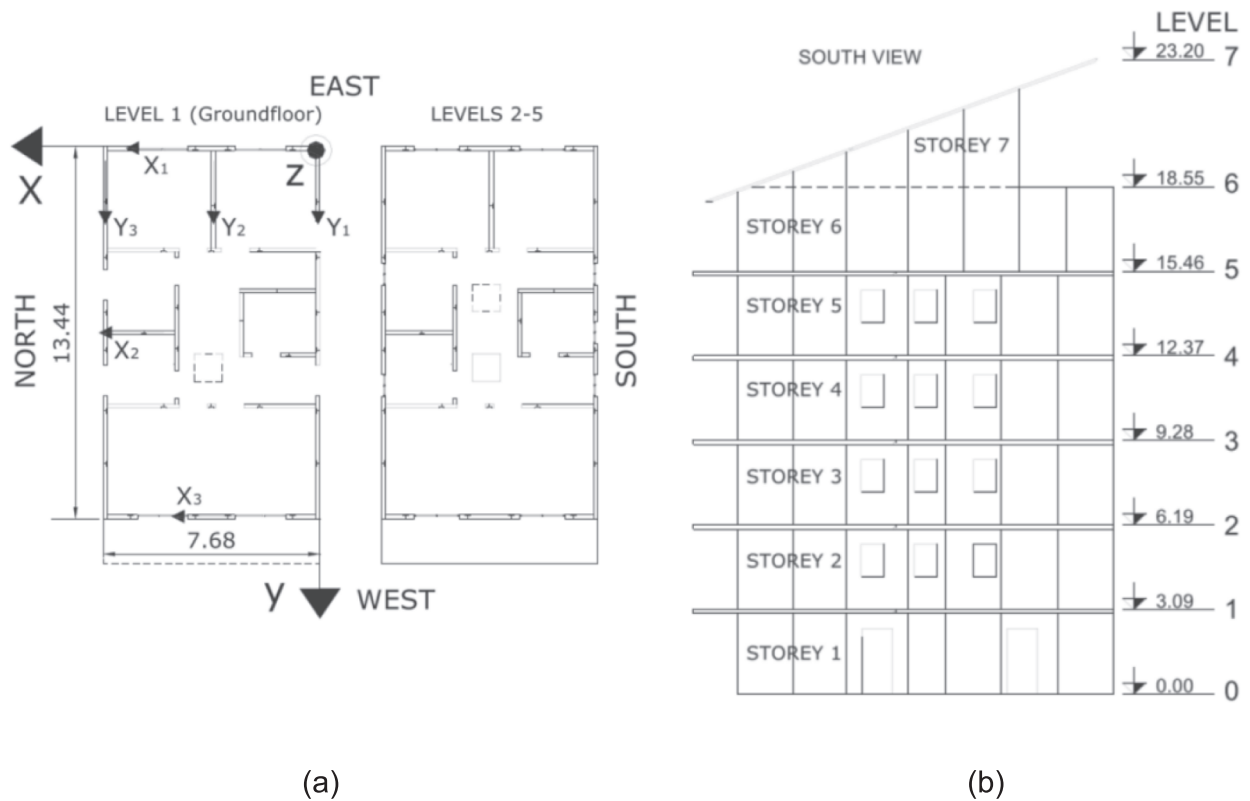 EAST
LEVEL 1 (Groundfloor)
LEVELS 2-5
X
X1
Z
Y3
Y2
Y1
NORTH
13.44
X2
SOUTH
X3
7.68
y
WEST
(a)
LEVEL
SOUTH VIEW
23.20 7
STOREY 7
18.55 6
STOREY 6
15.46 5
STOREY 5
12.37 4
STOREY 4
9.28 3
STOREY 3
6.19 2
STOREY 2
3.09 1
STOREY 1
0.00 0
(b)